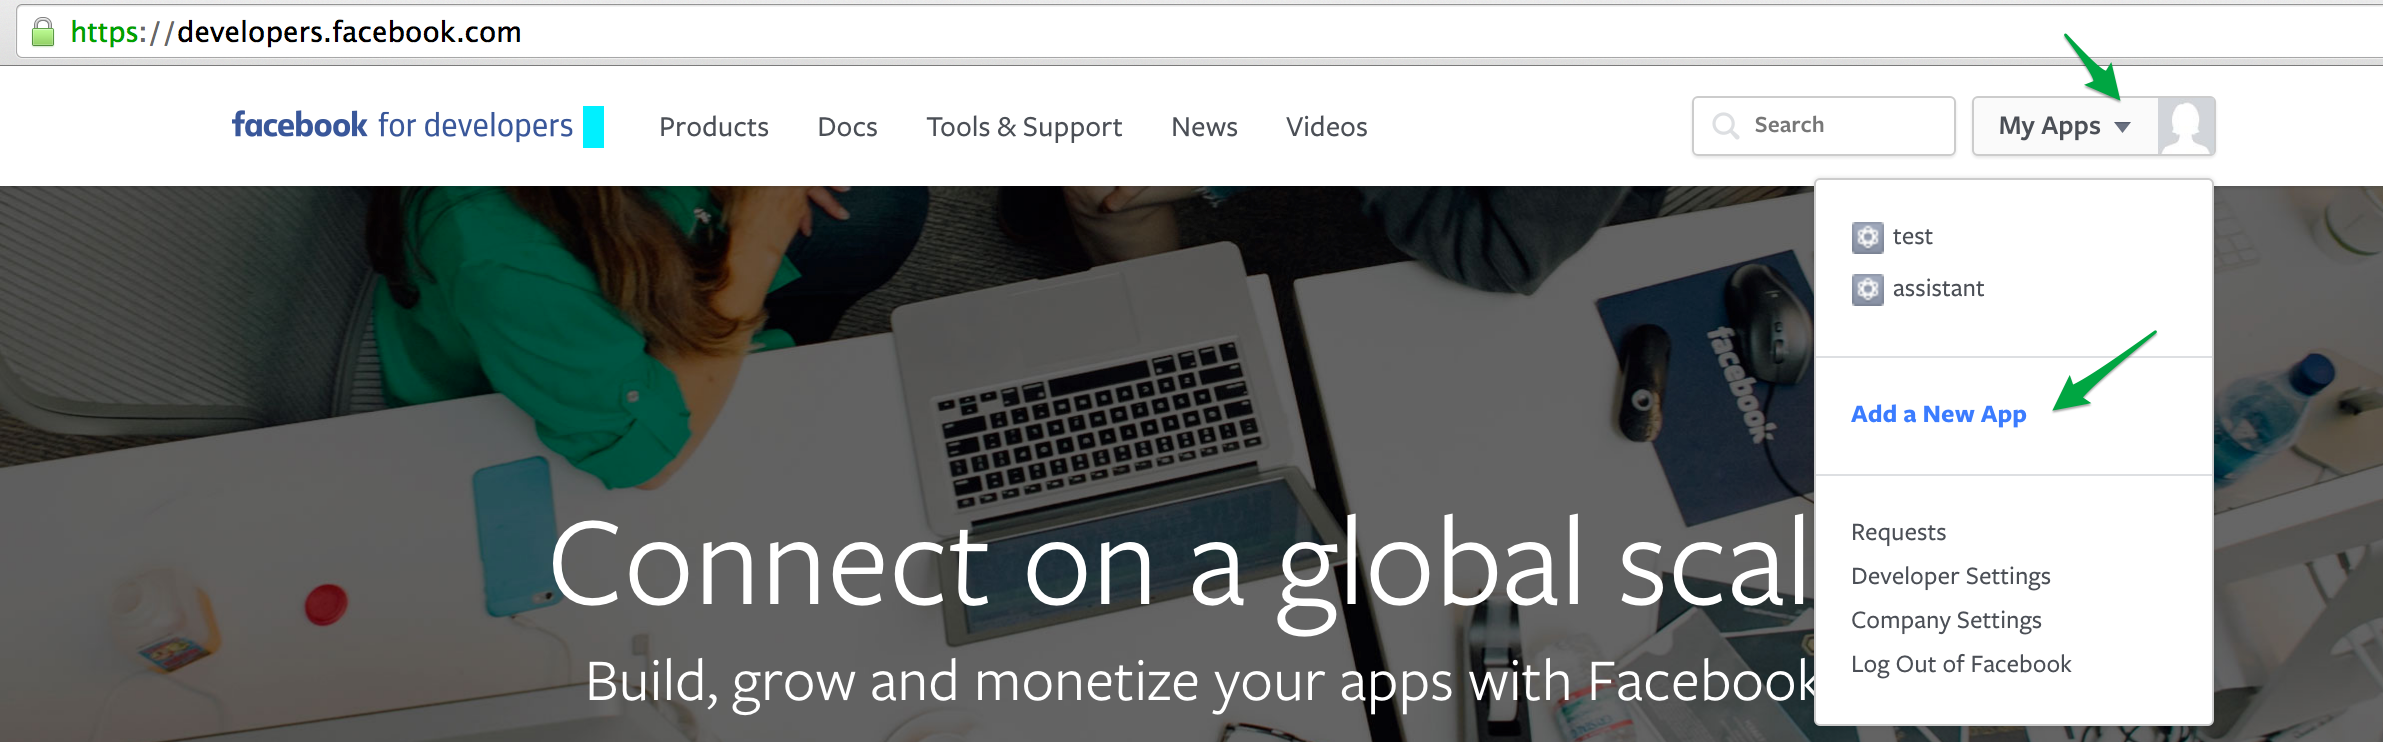 https://developers.facebook.com
facebook for developers Products Docs Tools & Support News Videos Search My Apps
test
assistant
Add a New App
Requests
Developer Settings
Company Settings
Log Out of Facebook
facebook
Connect on a global scal
Build, grow and monetize your apps with Facebook